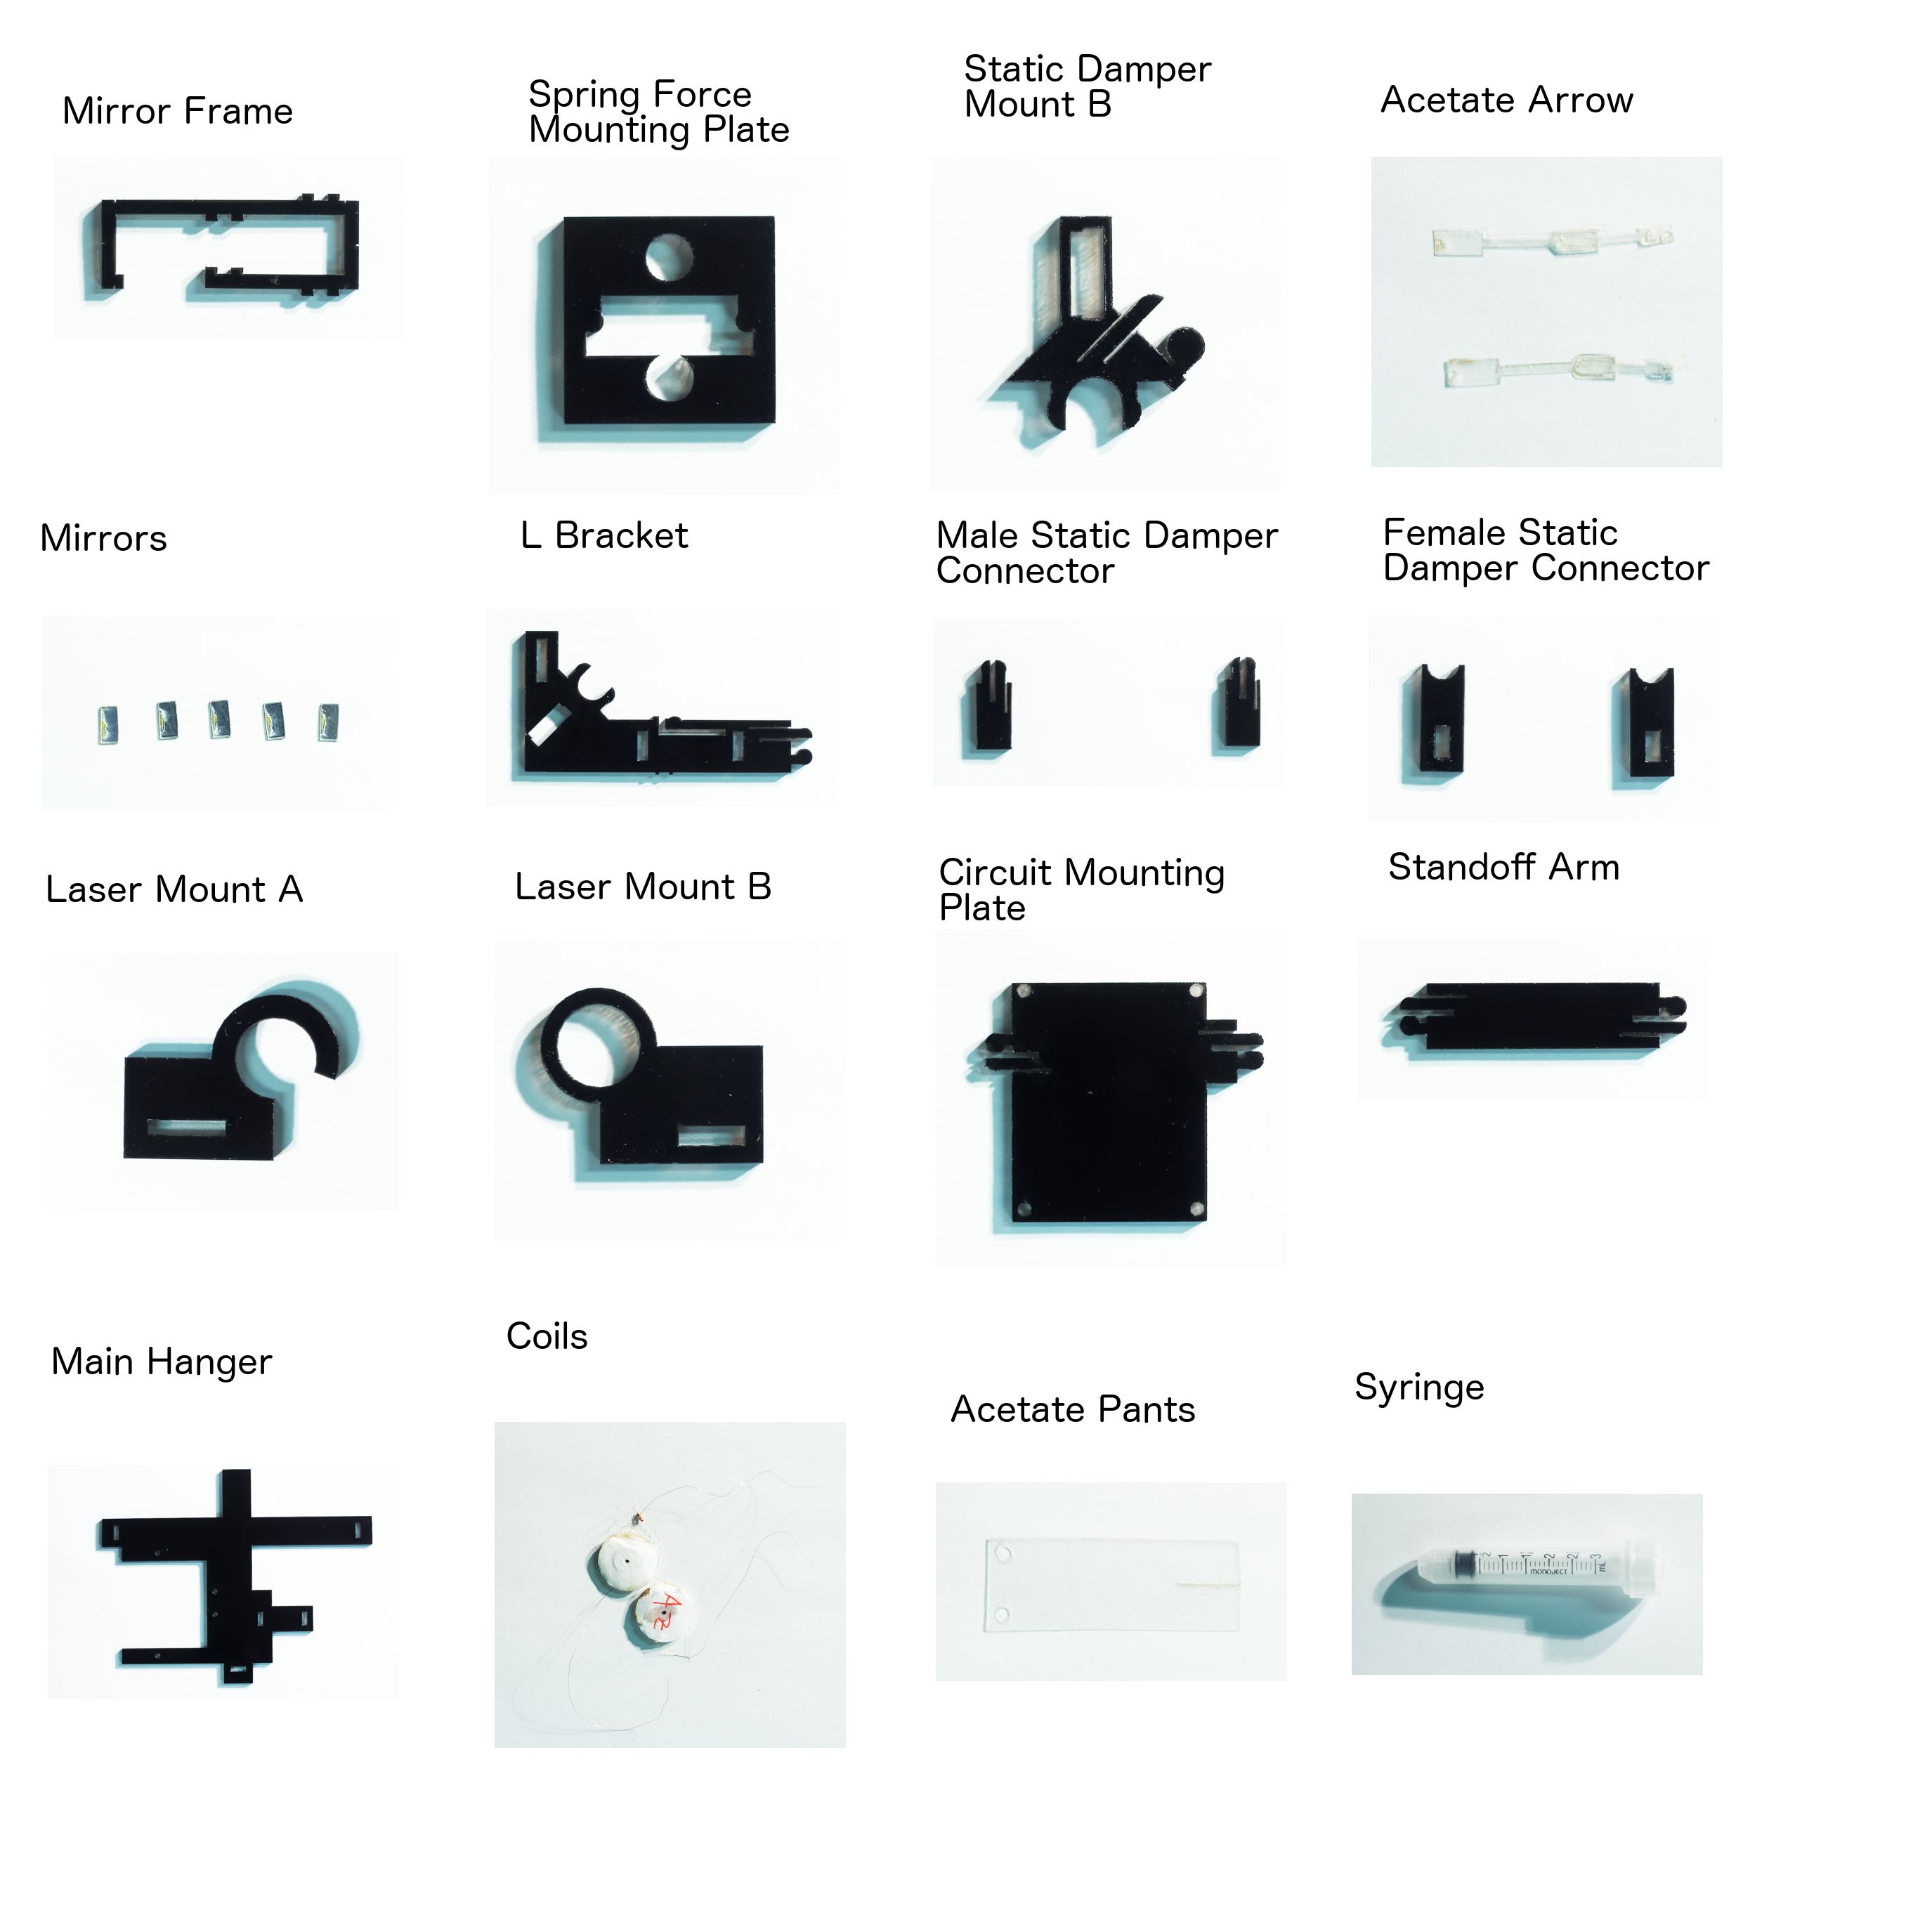 Mirror Frame
Spring Force
Mounting Plate
Static Damper
Mount B
Acetate Arrow
Mirrors
L Bracket
Male Static Damper
Connector
Female Static
Damper Connector
Laser Mount A
Laser Mount B
Circuit Mounting
Plate
Standoff Arm
Main Hanger
Coils
Acetate Pants
Syringe
monoject